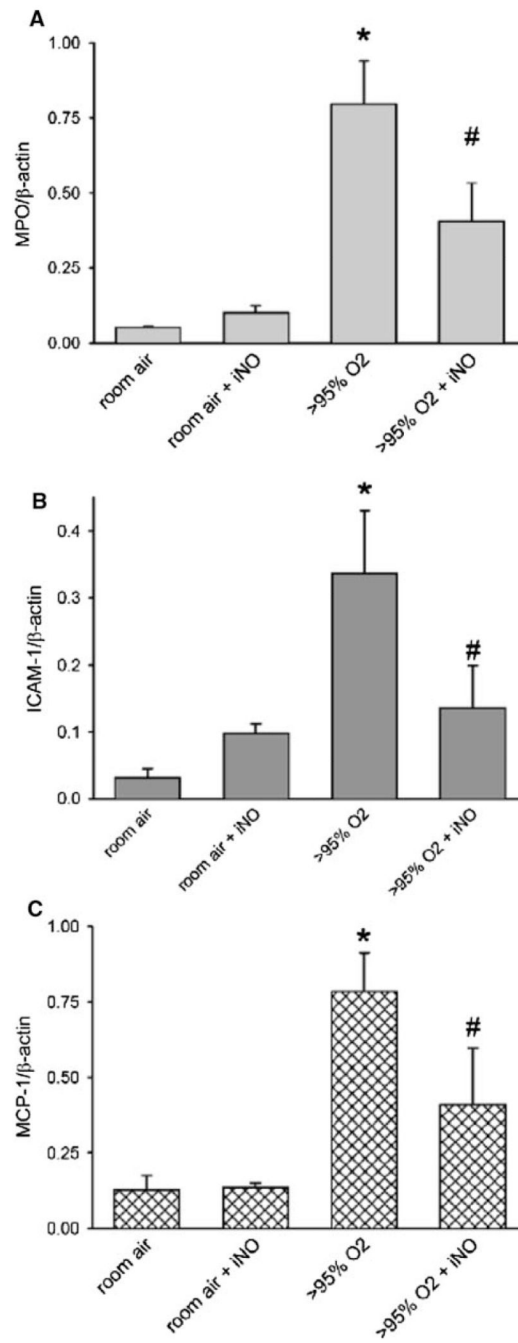 A
MPO/β-actin
1.00
0.75
0.50
0.25
0.00
*
#
room air
room air + iNO
>95% O2
>95% O2 + iNO
B
ICAM-1/β-actin
0.4
0.3
0.2
0.1
0.0
*
#
room air
room air + iNO
>95% O2
>95% O2 + iNO
C
MCP-1/β-actin
1.00
0.75
0.50
0.25
0.00
*
#
room air
room air + iNO
>95% O2
>95% O2 + iNO